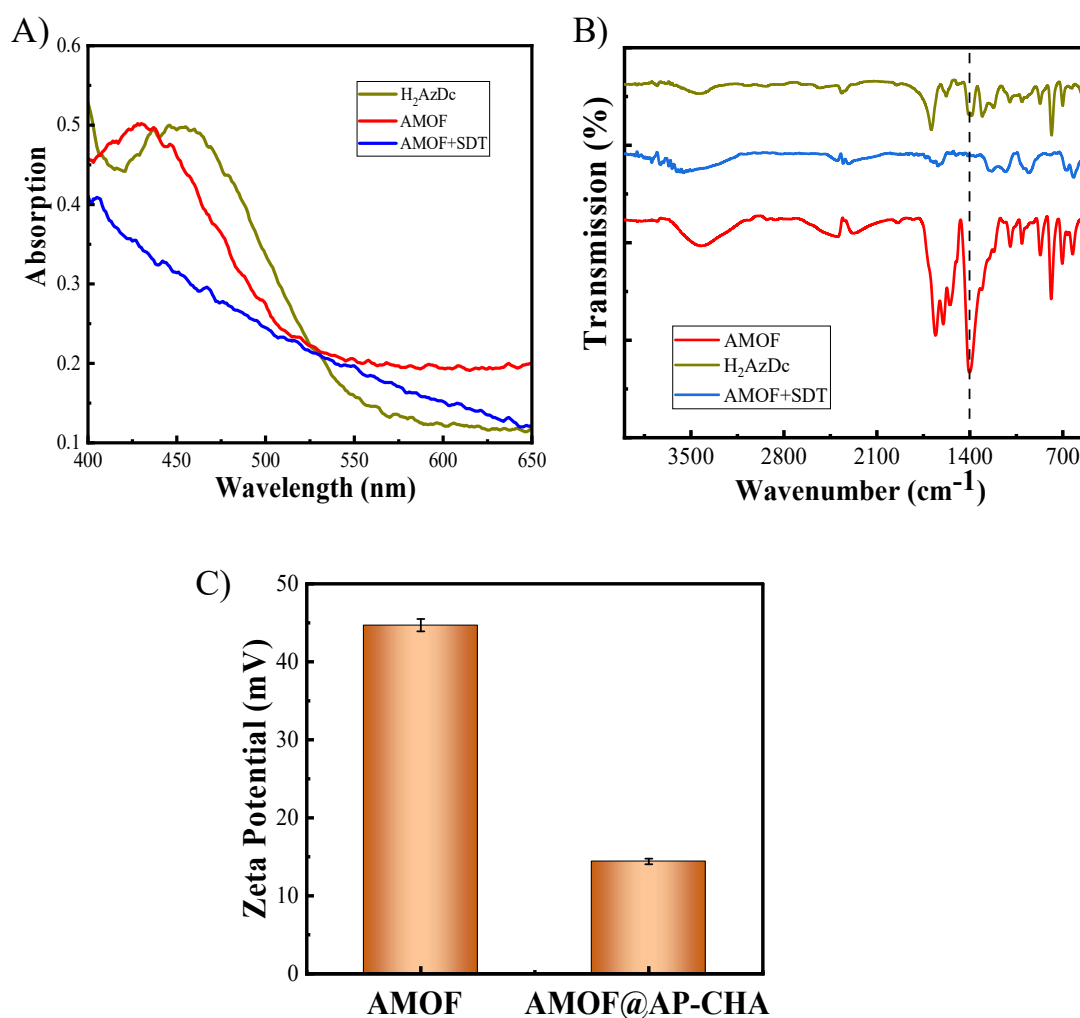 A)
0.6
0.5
0.4
0.3
0.2
0.1
Absorption
H₂AzDc
AMOF
AMOF+SDT
400 450 500 550 600 650
Wavelength (nm)
B)
Transmission (%)
AMOF
H₂AzDc
AMOF+SDT
3500 2800 2100 1400 700
Wavenumber (cm⁻¹)
C)
50
40
30
20
10
0
Zeta Potential (mV)
AMOF AMOF@AP-CHA